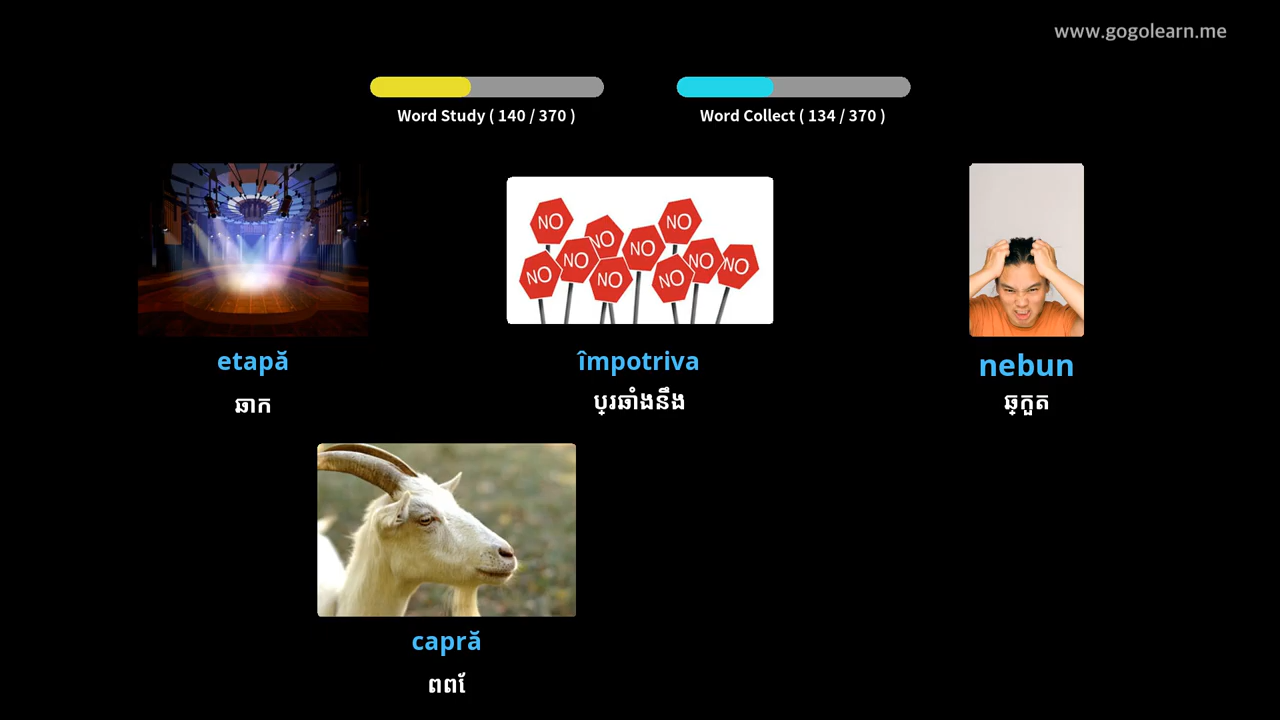 www.gogolearn.me
Word Study ( 140 / 370 )
Word Collect ( 134 / 370 )
NO
NO
NO
NO
NO
NO
NO
NO
NO
NO
etapă
ឆាក
împotriva
ប្រឆាំងនឹង
nebun
ឆ្កួត
capră
ពពែ